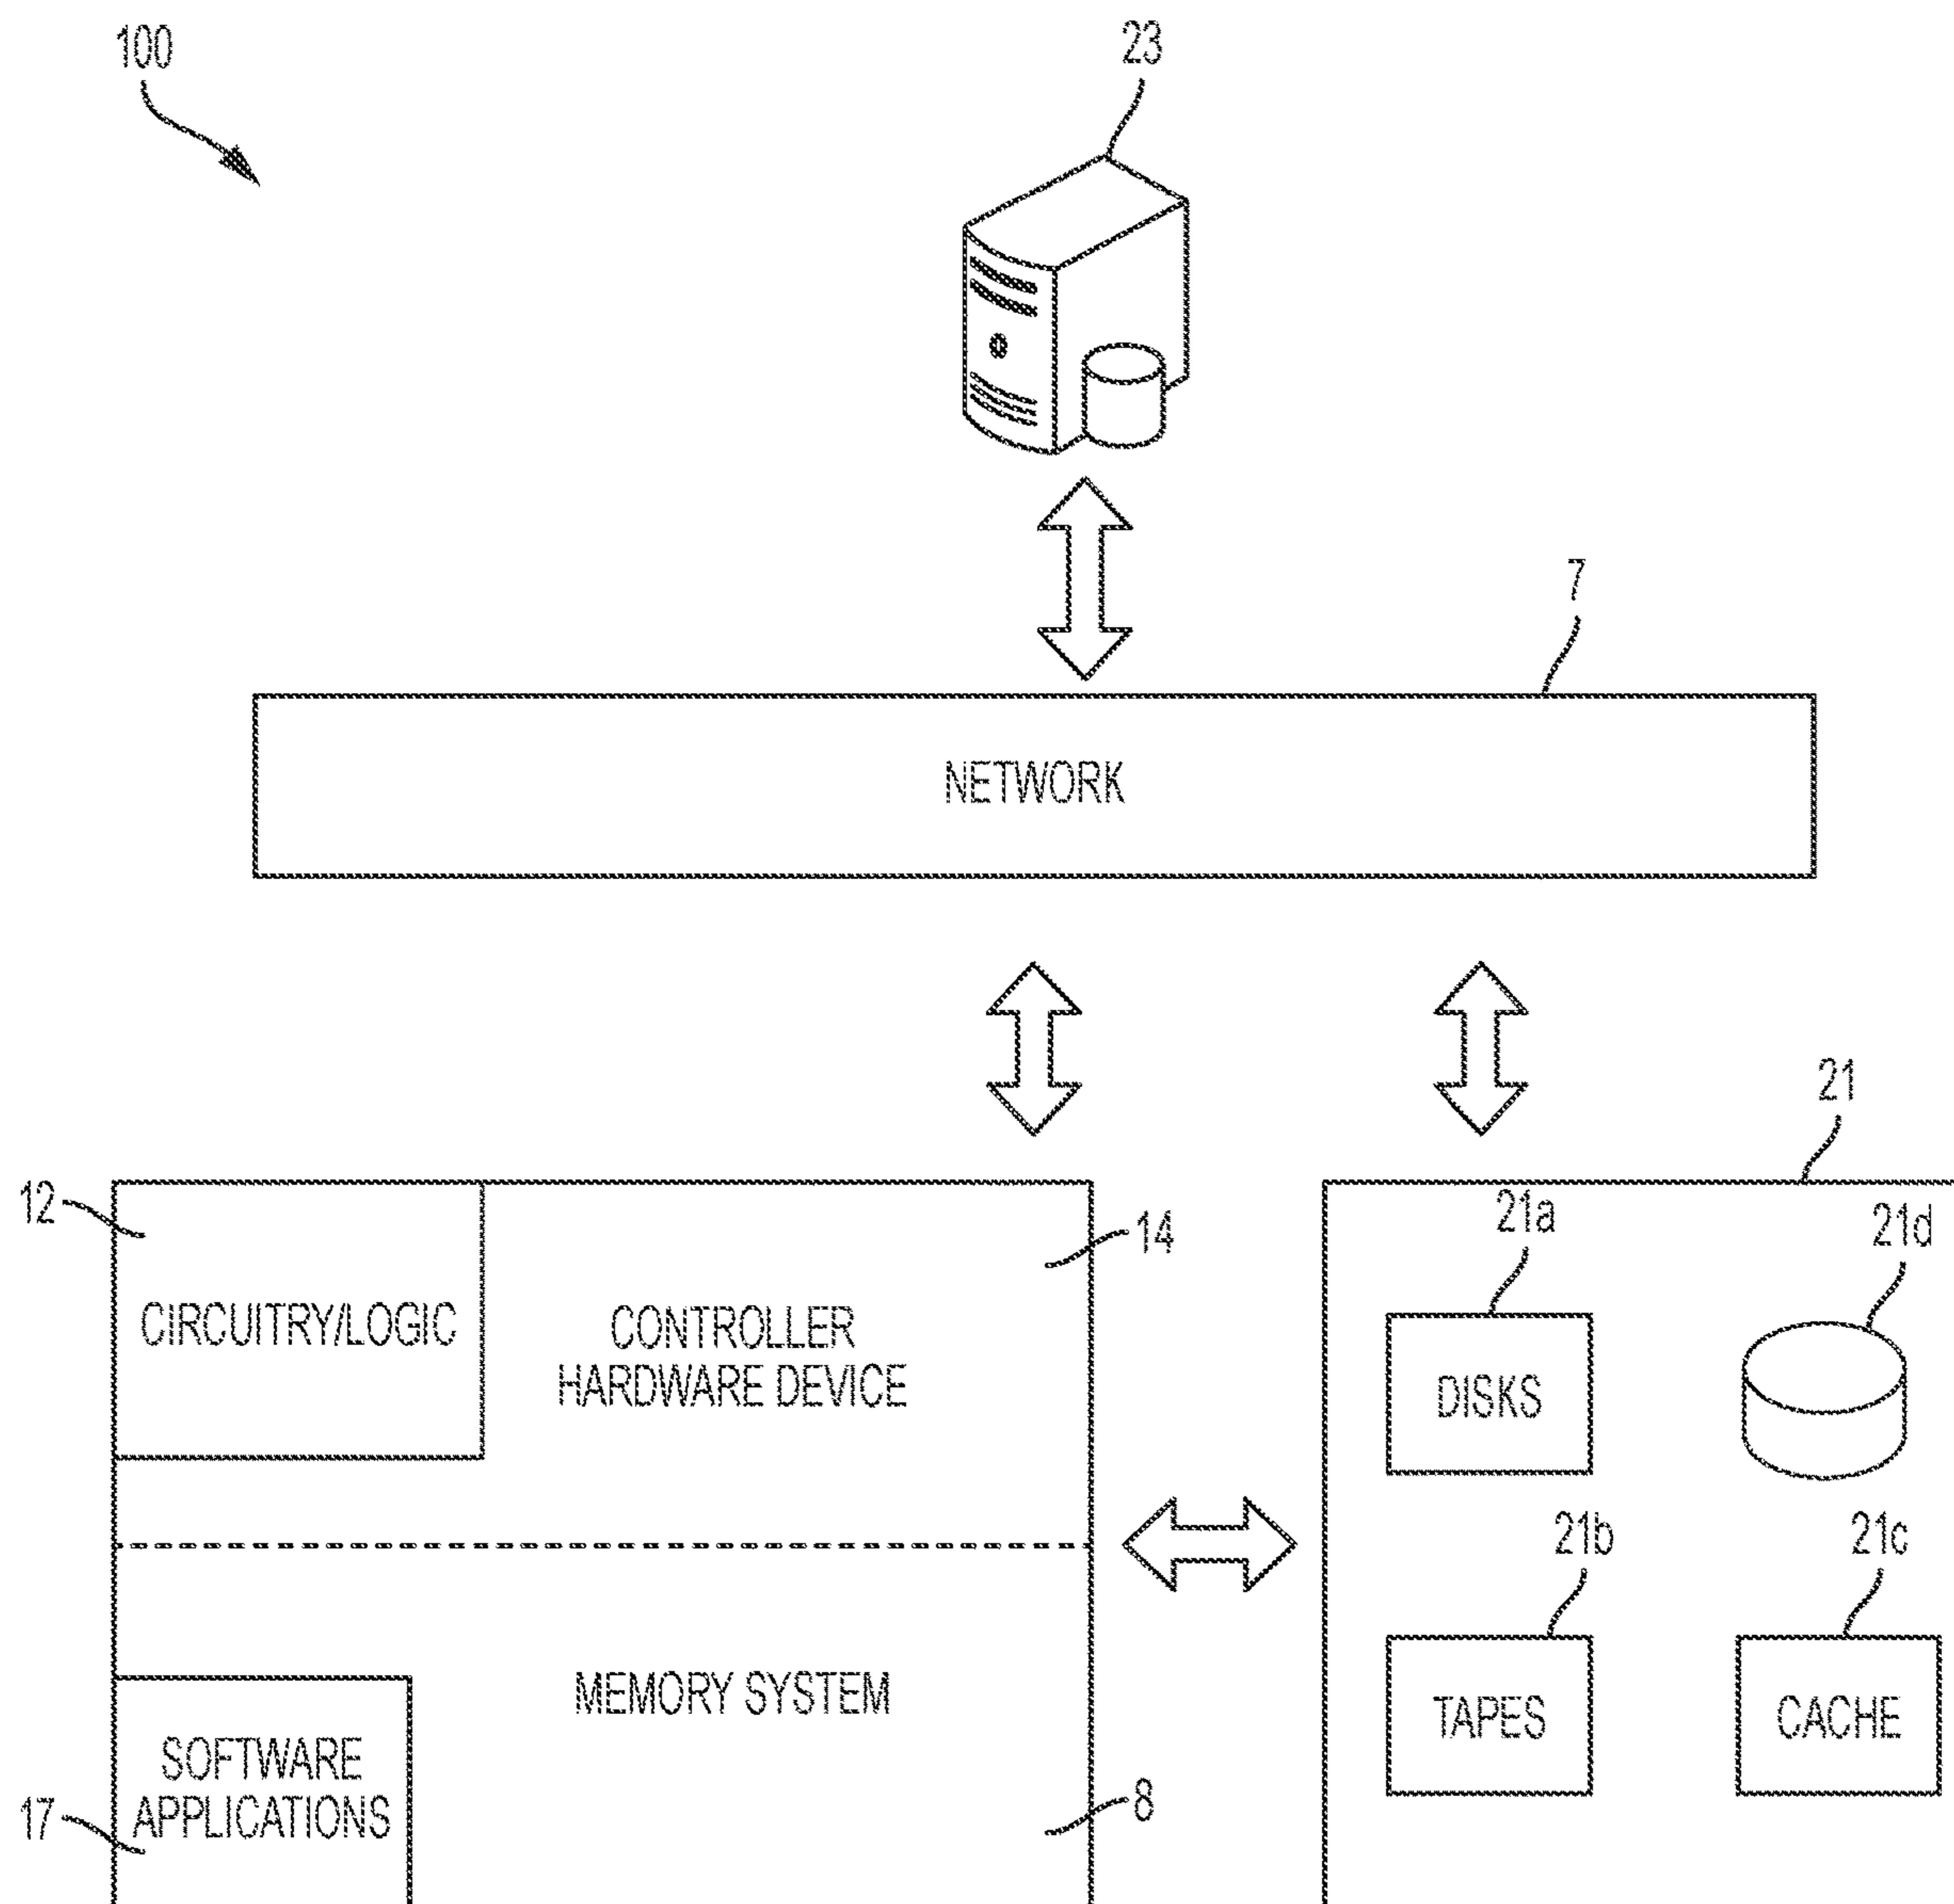 100
23
7
NETWORK
21
12
14
21a
21d
CIRCUITRY/LOGIC
CONTROLLER
HARDWARE DEVICE
DISKS
21b
21c
MEMORY SYSTEM
TAPES
CACHE
SOFTWARE
APPLICATIONS
17
8